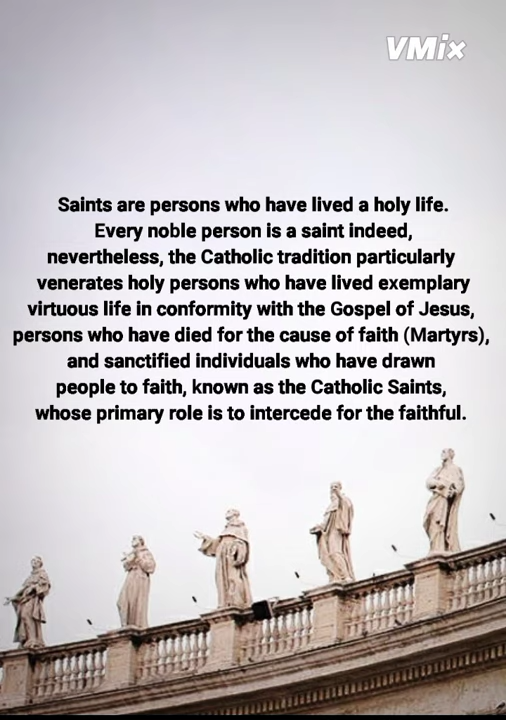 VMix
Saints are persons who have lived a holy life.
Every noble person is a saint indeed,
nevertheless, the Catholic tradition particularly
venerates holy persons who have lived exemplary
virtuous life in conformity with the Gospel of Jesus,
persons who have died for the cause of faith (Martyrs),
and sanctified individuals who have drawn
people to faith, known as the Catholic Saints,
whose primary role is to intercede for the faithful.